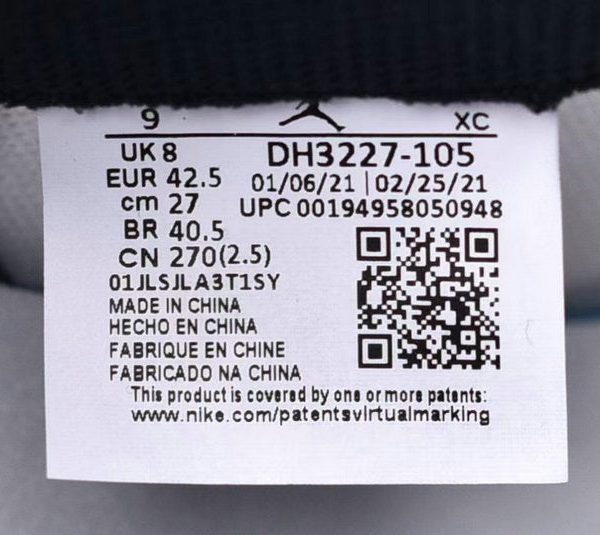 9 XC
UK 8 DH3227-105
EUR 42.5 01/06/21 | 02/25/21
cm 27 UPC 00194958050948
BR 40.5
CN 270(2.5)
01JLSJLA3T1SY
MADE IN CHINA
HECHO EN CHINA
FABRIQUE EN CHINE
FABRICADO NA CHINA
This product is covered by one or more patents:
www.nike.com/patentsvirtualmarking